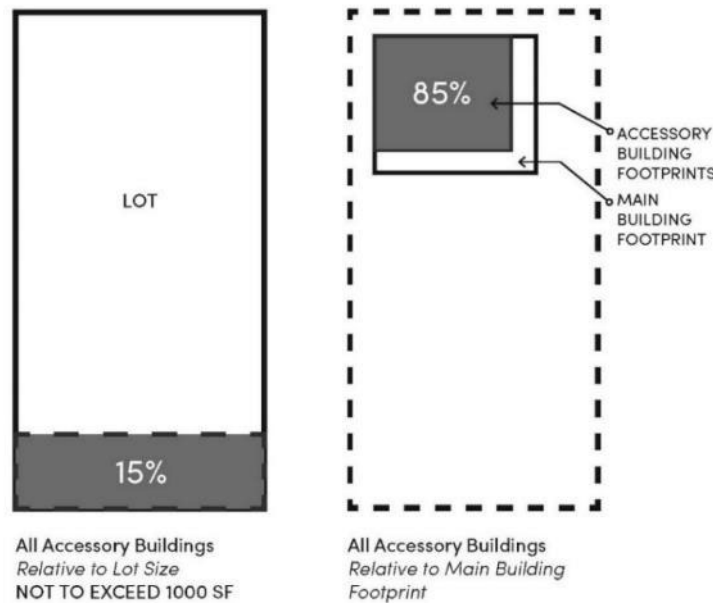 LOT
15%
All Accessory Buildings
Relative to Lot Size
NOT TO EXCEED 1000 SF
85%
ACCESSORY
BUILDING
FOOTPRINTS
MAIN
BUILDING
FOOTPRINT
All Accessory Buildings
Relative to Main Building
Footprint